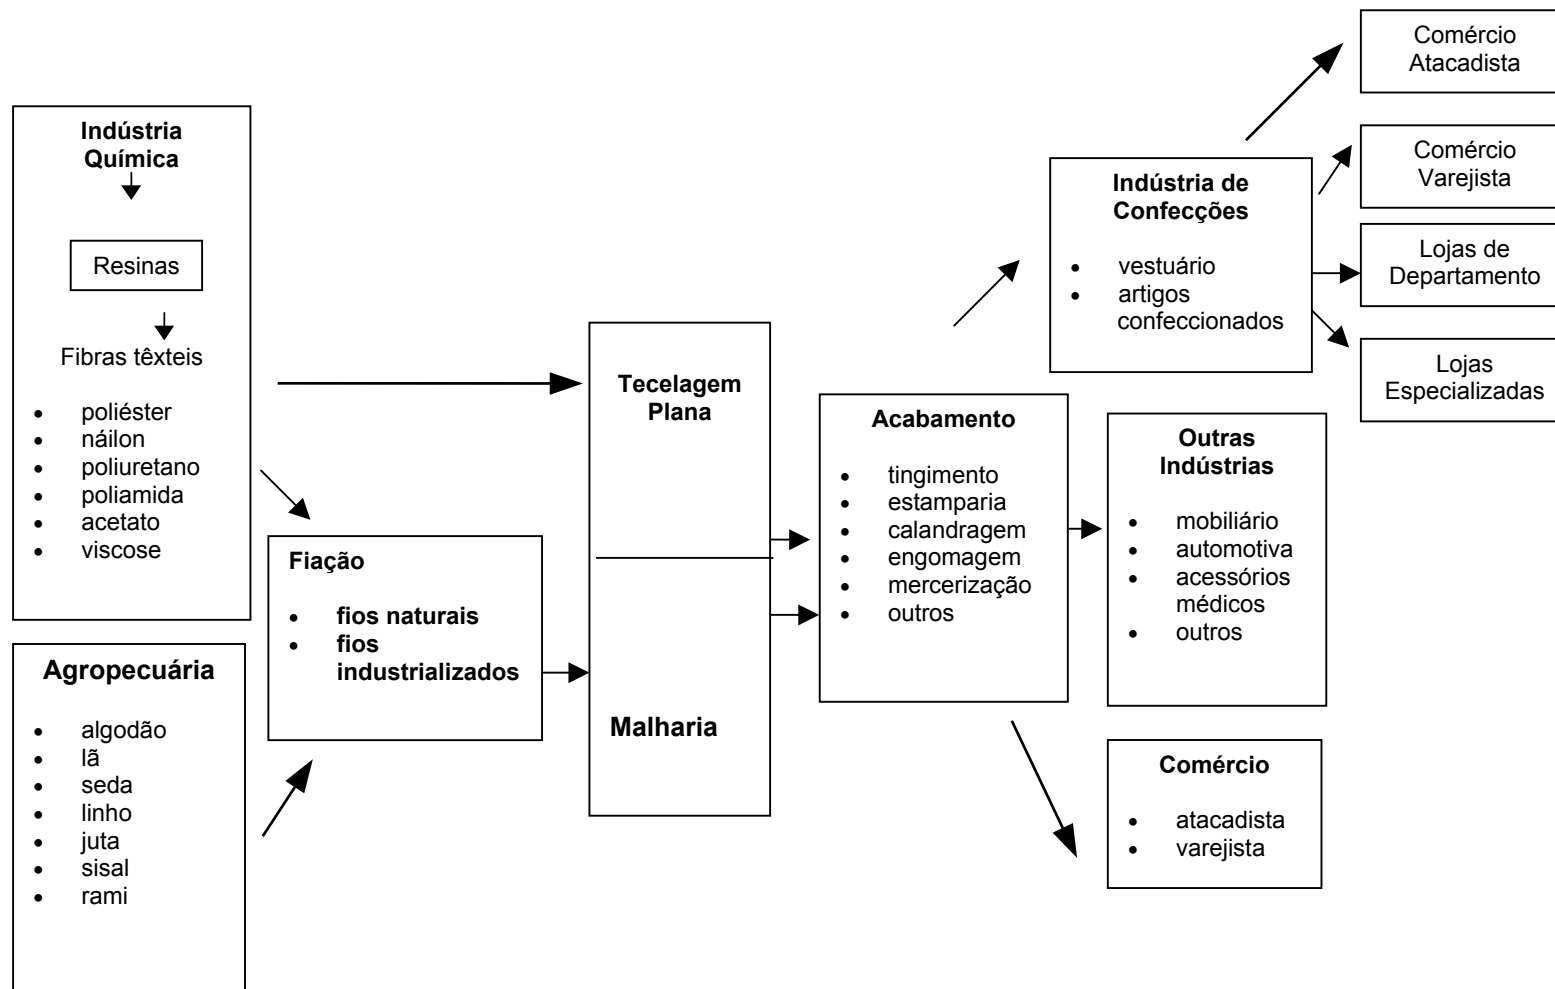 Indústria
Química
Resinas
Fibras têxteis
• poliéster
• náilon
• poliuretano
• poliamida
• acetato
• viscose
Agropecuária
• algodão
• lã
• seda
• linho
• juta
• sisal
• rami
Fiação
• fios naturais
• fios
industrializados
Tecelagem
Plana
Malharia
Acabamento
• tingimento
• estamparia
• calandragem
• engomagem
• mercerização
• outros
Indústria de
Confecções
• vestuário
• artigos
confeccionados
Outras
Indústrias
• mobiliário
• automotiva
• acessórios
médicos
• outros
Comércio
• atacadista
• varejista
Comércio
Atacadista
Comércio
Varejista
Lojas de
Departamento
Lojas
Especializadas